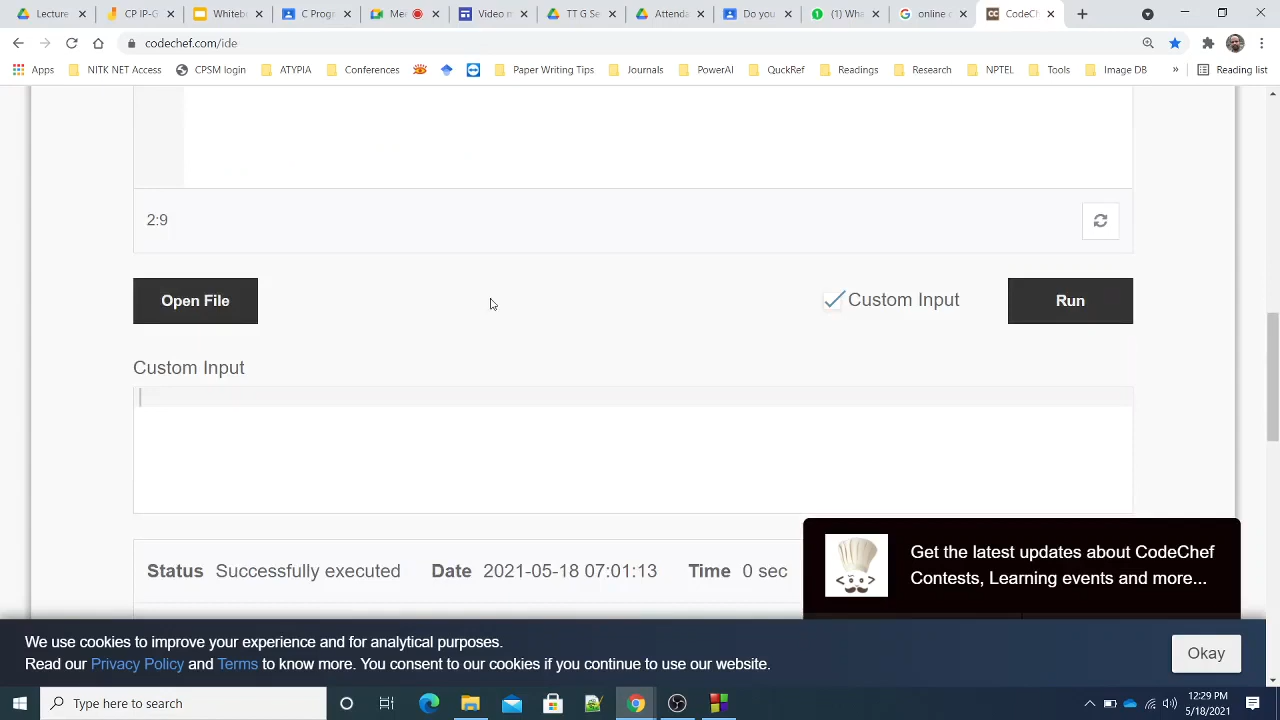 Lecture
CP IP-G
Whiteb
C Progr
Me
Video m
TT G Se
Attenda
Do you
(1) Wha
online c
CodeCh
codechef.com/ide
Apps
NITK NET Access
CPSM login
ATYPIA
Conferences
Paper Writing Tips
Journals
PowerAI
QuickRef
Readings
Research
NPTEL
Tools
Image DB
»
Reading list
2:9
Open File
Custom Input
Run
Custom Input
Status Successfully executed Date 2021-05-18 07:01:13 Time 0 sec
Get the latest updates about CodeChef
Contests, Learning events and more...
We use cookies to improve your experience and for analytical purposes.
Read our Privacy Policy and Terms to know more. You consent to our cookies if you continue to use our website.
Okay
Type here to search
12:29 PM
5/18/2021